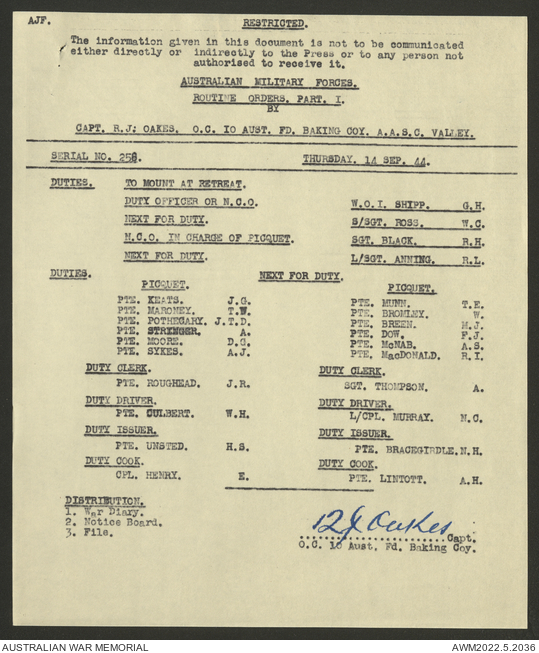 AJF. RESTRICTED.
The information given in this document is not to be communicated
either directly or indirectly to the Press or to any person not
authorised to receive it.
AUSTRALIAN MILITARY FORCES.
ROUTINE ORDERS. PART. I.
BY
CAPT. R.J. OAKES. O.C. 10 AUST. FD. BAKING COY. A.A.S.C. VALLEY.
SERIAL NO. 258. THURSDAY. 14 SEP. 44.
DUTIES. TO MOUNT AT RETREAT.
DUTY OFFICER OR N.C.O. W.O.I. SHIPP. G.H.
NEXT FOR DUTY. S/SGT. ROSS. W.C.
N.C.O. IN CHARGE OF PICQUET. SGT. BLACK. R.H.
NEXT FOR DUTY. L/SGT. ANNING. R.L.
DUTIES. NEXT FOR DUTY.
PICQUET. PICQUET.
PTE. KEATS. J.G. PTE. MUNN. T.E.
PTE. MARONEY. T.W. PTE. BROMLEY. W.
PTE. POTHECARY. J.T.D. PTE. BREEN. M.J.
PTE. STRINGER. A. PTE. DOW. F.J.
PTE. MOORE. D.G. PTE. McNAB. A.S.
PTE. SYKES. A.J. PTE. MacDONALD. R.I.
DUTY CLERK. DUTY CLERK.
PTE. ROUGHEAD. J.R. SGT. THOMPSON. A.
DUTY DRIVER. DUTY DRIVER.
PTE. CULBERT. W.H. L/CPL. MURRAY. N.C.
DUTY ISSUER. DUTY ISSUER.
PTE. UNSTED. H.S. PTE. BRACEGIRDLE. N.H.
DUTY COOK. DUTY COOK.
CPL. HENRY. E. PTE. LINTOTT. A.H.
DISTRIBUTION.
1. War Diary.
2. Notice Board.
3. File.
RJ Oakes
Capt.
O.C. 10 Aust. Fd. Baking Coy.
AUSTRALIAN WAR MEMORIAL AWM2022.5.2036